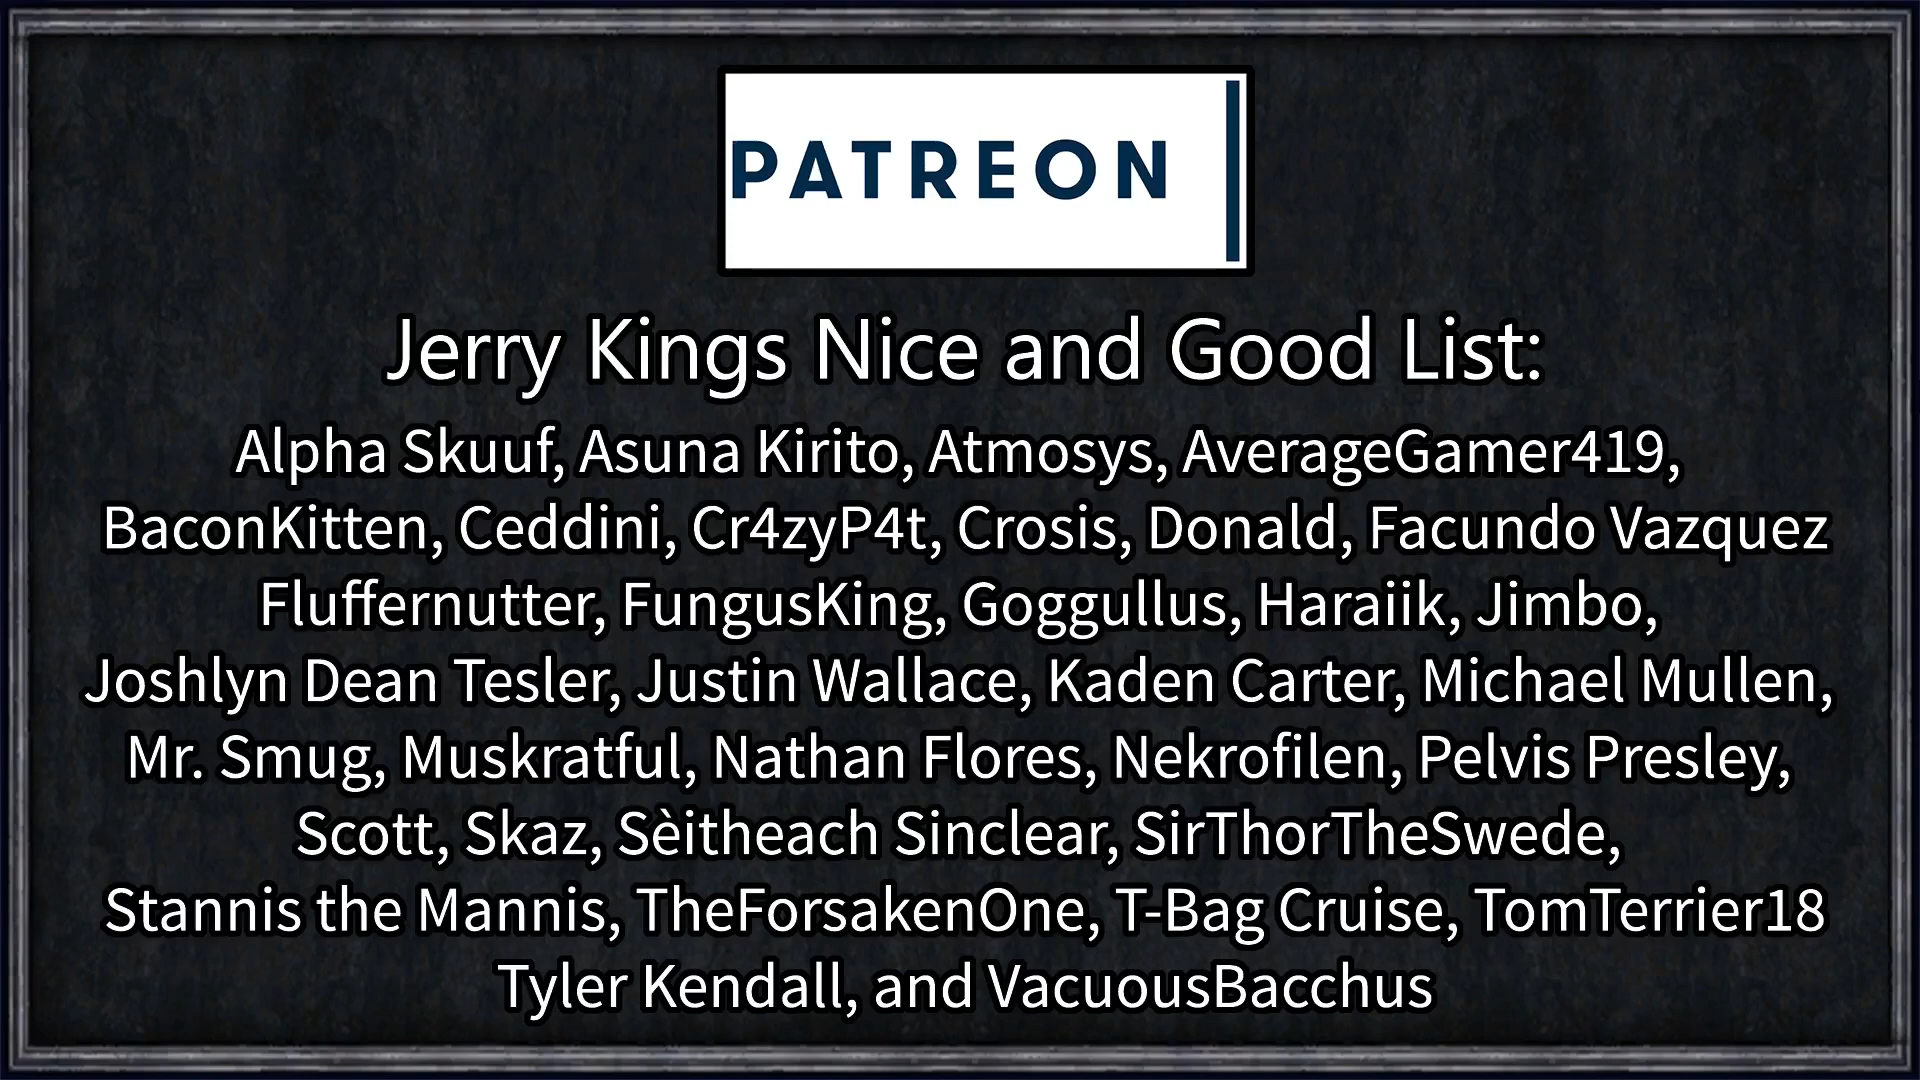 PATREON
Jerry Kings Nice and Good List:
Alpha Skuuf, Asuna Kirito, Atmosys, AverageGamer419,
BaconKitten, Ceddini, Cr4zyP4t, Crosis, Donald, Facundo Vazquez
Fluffernutter, FungusKing, Goggullus, Haraiik, Jimbo,
Joshlyn Dean Tesler, Justin Wallace, Kaden Carter, Michael Mullen,
Mr. Smug, Muskratful, Nathan Flores, Nekrofilen, Pelvis Presley,
Scott, Skaz, Sèitheach Sinclear, SirThorTheSwede,
Stannis the Mannis, TheForsakenOne, T-Bag Cruise, TomTerrier18
Tyler Kendall, and VacuousBacchus